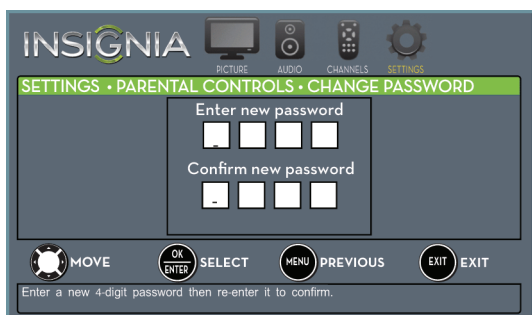 INSIGNIA
PICTURE AUDIO CHANNELS SETTINGS
SETTINGS • PARENTAL CONTROLS • CHANGE PASSWORD
Enter new password
_
Confirm new password
_
MOVE OK ENTER SELECT MENU PREVIOUS EXIT EXIT
Enter a new 4-digit password then re-enter it to confirm.